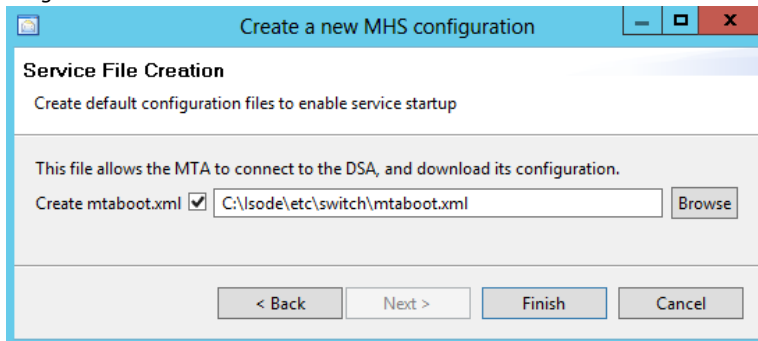 Create a new MHS configuration
Service File Creation
Create default configuration files to enable service startup
This file allows the MTA to connect to the DSA, and download its configuration.
Create mtaboot.xml C:\Isode\etc\switch\mtaboot.xml Browse
< Back Next > Finish Cancel